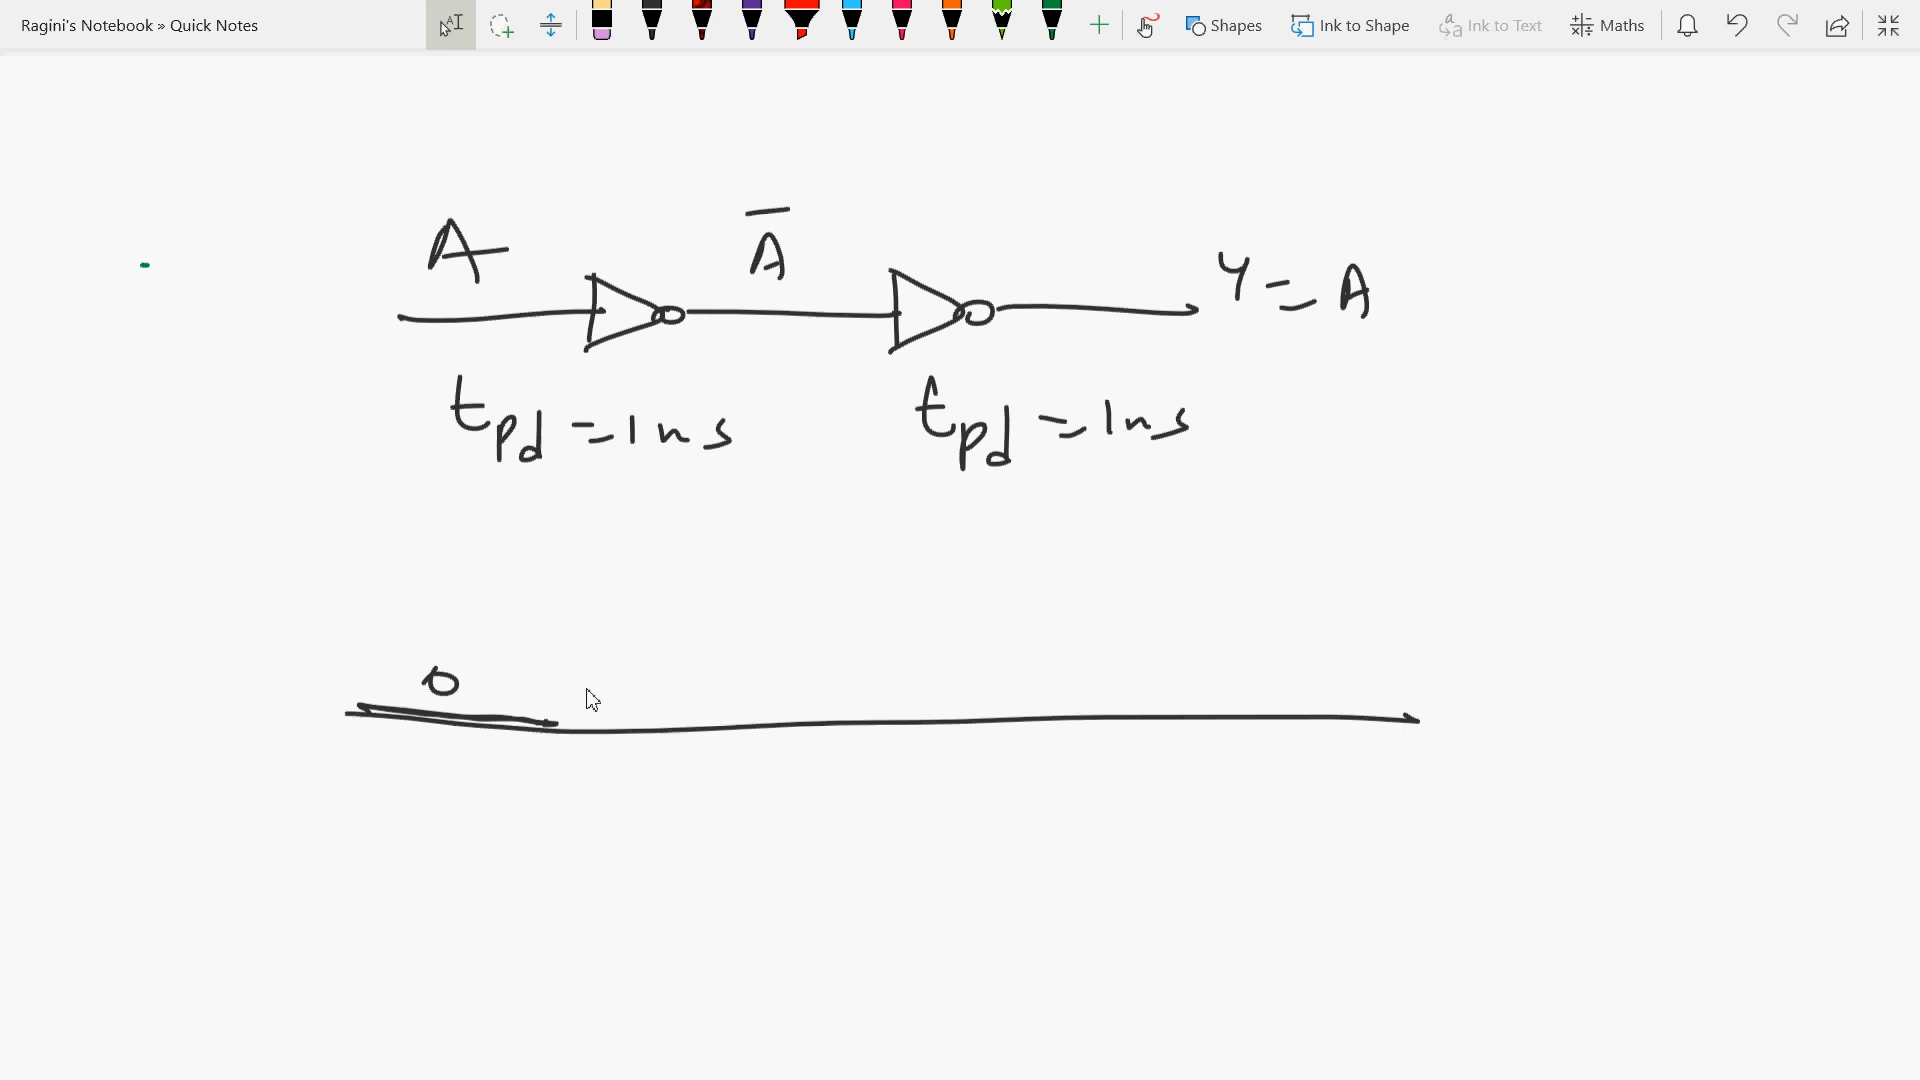 Ragini's Notebook » Quick Notes
Shapes
Ink to Shape
Ink to Text
Maths
A
A̅
Y = A
tpd = 1ns
tpd = 1ns
0